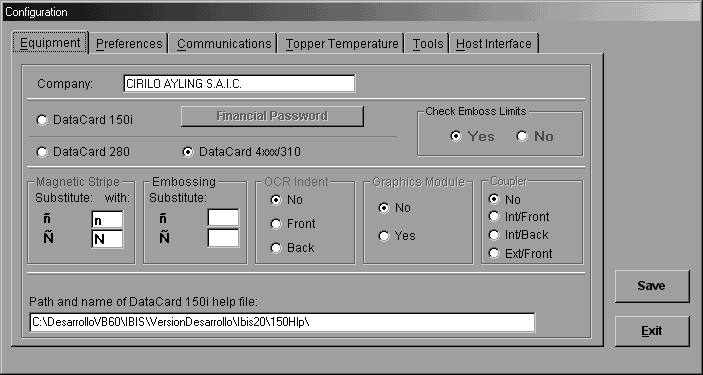 Configuration
Equipment Preferences Communications Topper Temperature Tools Host Interface
Company: CIRILO AYLING S.A.I.C.
DataCard 150i Financial Password Check Emboss Limits
Yes No
DataCard 280 DataCard 4xxx/310
Magnetic Stripe Embossing OCR Indent Graphics Module Coupler
Substitute: with: Substitute: No No No
ñ n ñ Front Int/Front
Ñ N Ñ Back Yes Int/Back
Ext/Front
Save
Path and name of DataCard 150i help file:
C:\DesarrolloVB60\IBIS\VersionDesarrollo\Ibis20\150Hlp\
Exit